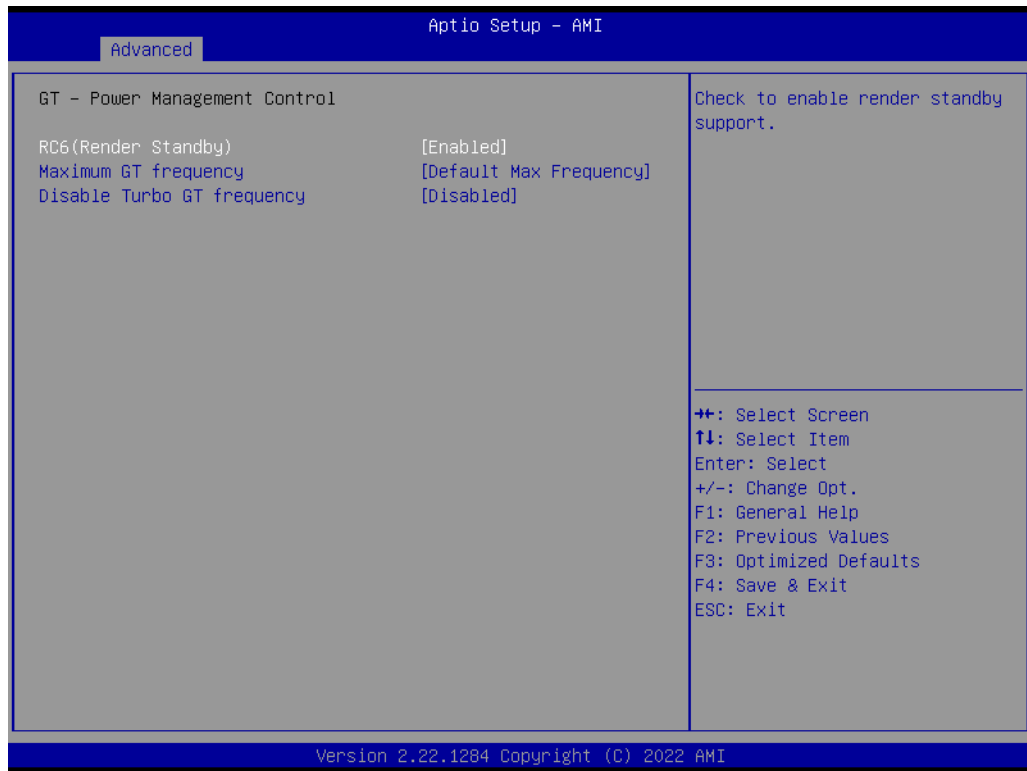 Aptio Setup – AMI
Advanced
GT – Power Management Control
RC6(Render Standby) [Enabled]
Maximum GT frequency [Default Max Frequency]
Disable Turbo GT frequency [Disabled]
Check to enable render standby
support.
→←: Select Screen
↑↓: Select Item
Enter: Select
+/-: Change Opt.
F1: General Help
F2: Previous Values
F3: Optimized Defaults
F4: Save & Exit
ESC: Exit
Version 2.22.1284 Copyright (C) 2022 AMI